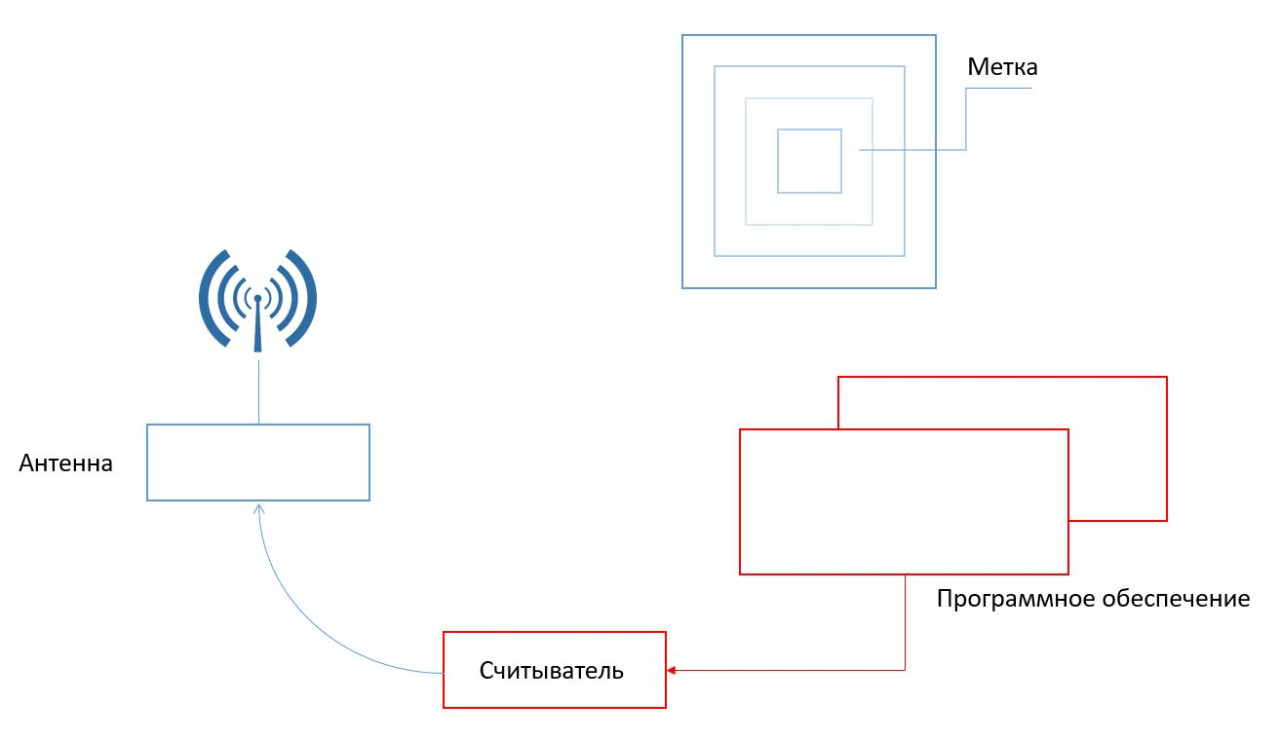 Метка
Антенна
Программное обеспечение
Считыватель